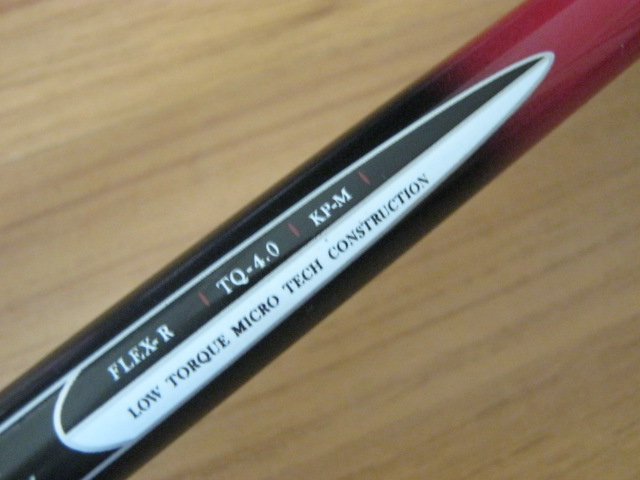 FLEX-R TQ-4.0 KP-M
LOW TORQUE MICRO TECH CONSTRUCTION